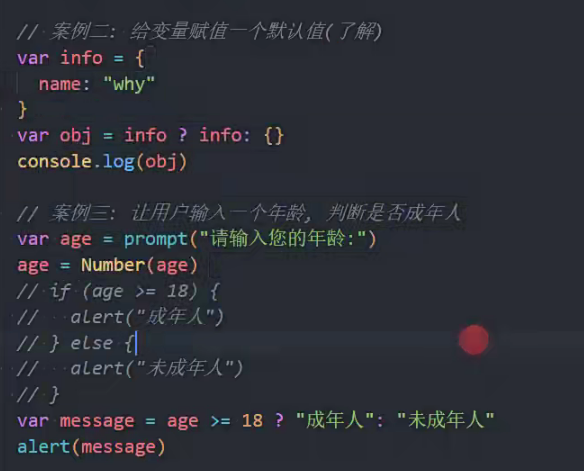 // 案例二: 给变量赋值一个默认值(了解)
var info = {
  name: "why"
}
var obj = info ? info: {}
console.log(obj)
// 案例三: 让用户输入一个年龄, 判断是否成年人
var age = prompt("请输入您的年龄:")
age = Number(age)
// if (age >= 18) {
//   alert("成年人")
// } else {
//   alert("未成年人")
// }
var message = age >= 18 ? "成年人": "未成年人"
alert(message)